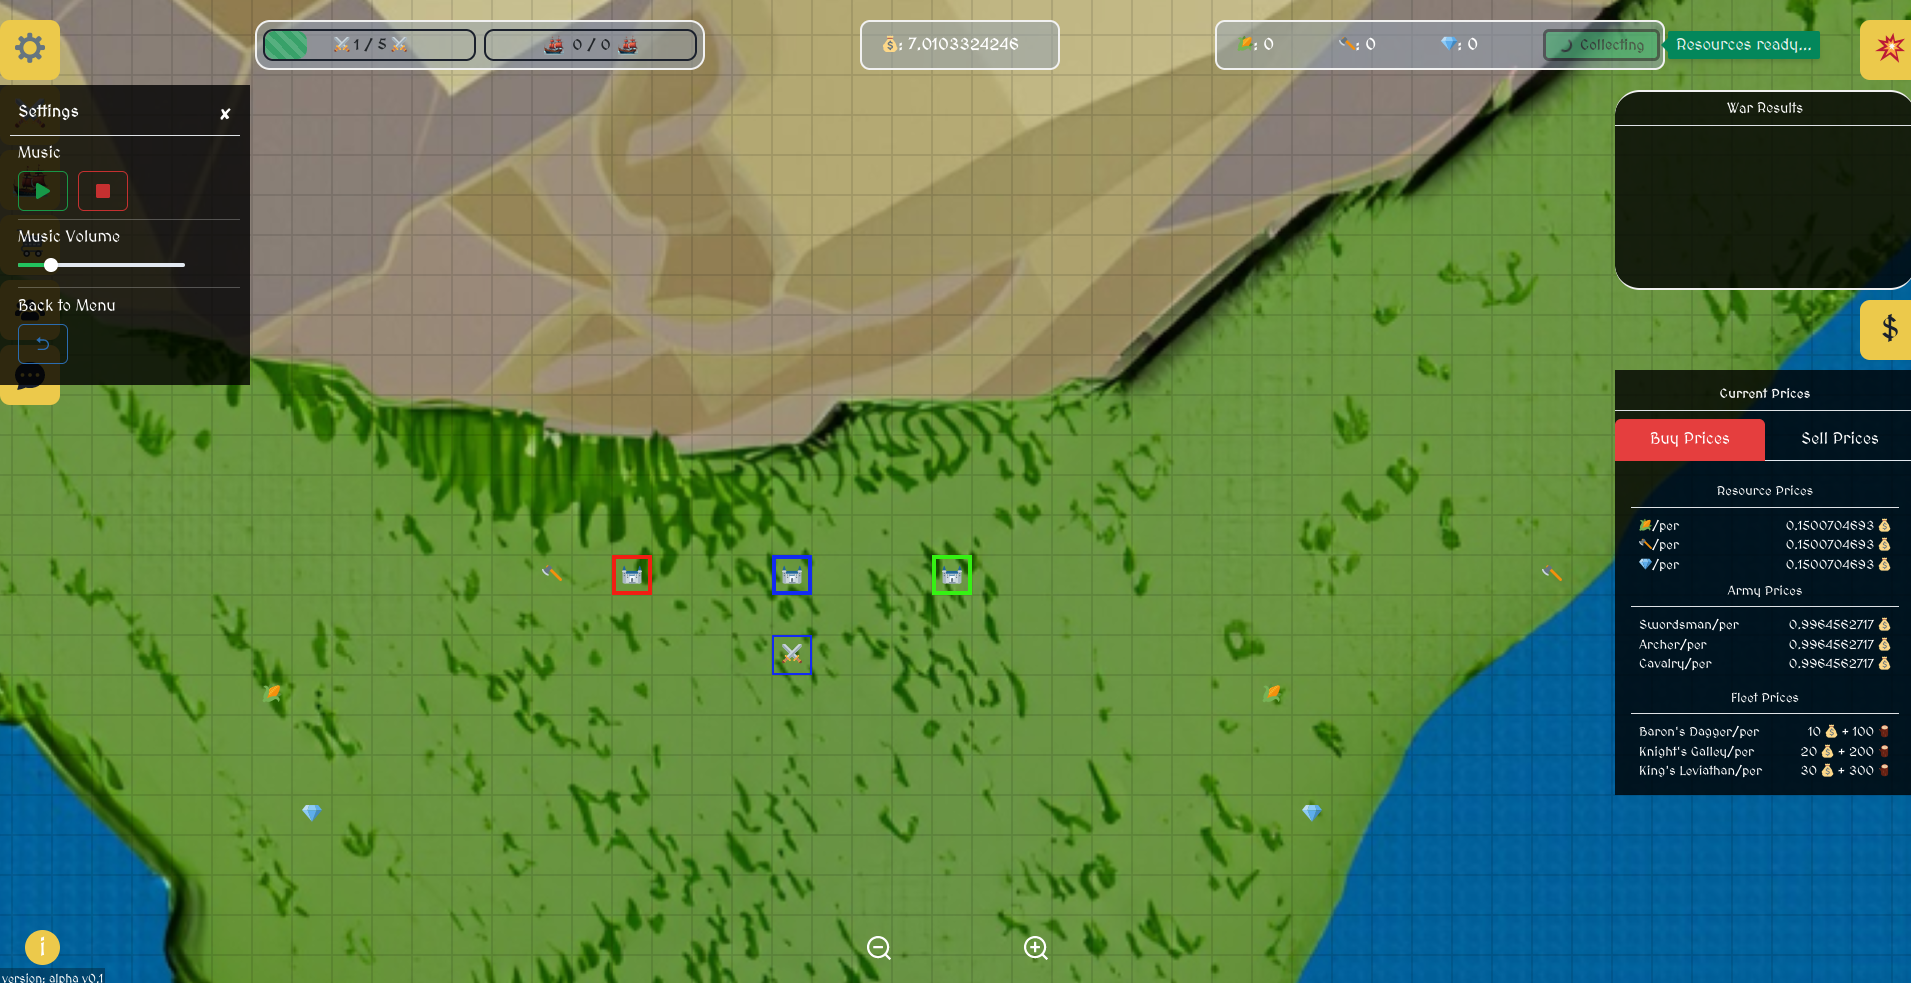 1 / 5
0 / 0
: 7.0103324246
: 0
: 0
: 0
Collecting
Resources ready...
Settings
Music
Music Volume
Back to Menu
War Results
$
Current Prices
Buy Prices
Sell Prices
Resource Prices
/per 0.1500704693
/per 0.1500704693
/per 0.1500704693
Army Prices
Swordsman/per 0.9964562717
Archer/per 0.9964562717
Cavalry/per 0.9964562717
Fleet Prices
Baron's Dagger/per 10 + 100
Knight's Galley/per 20 + 200
King's Leviathan/per 30 + 300
i
version: alpha v0.1